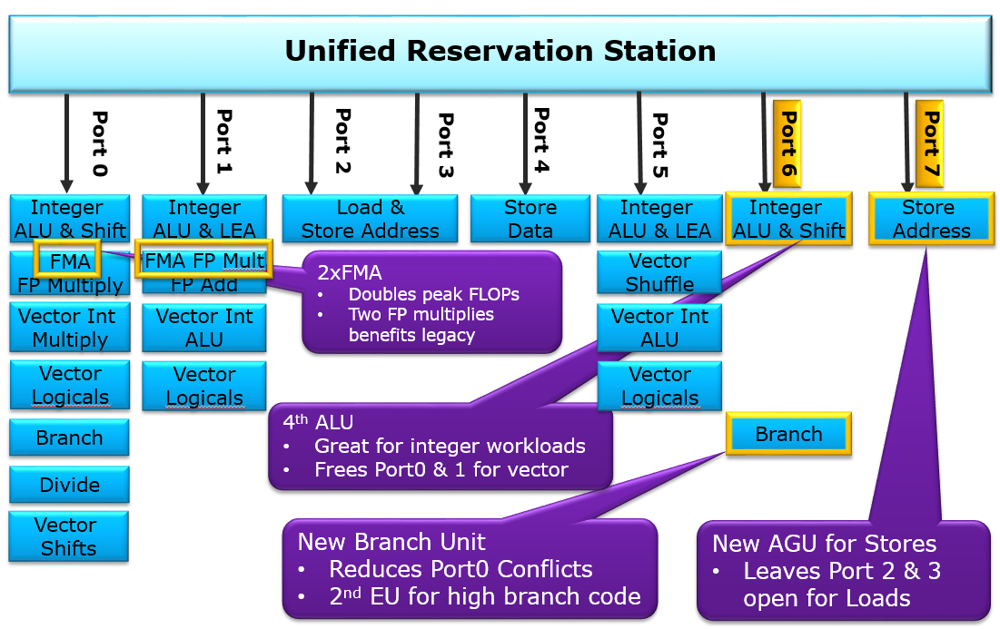 Unified Reservation Station
Port 0
Port 1
Port 2
Port 3
Port 4
Port 5
Port 6
Port 7
Integer
ALU & Shift
FMA
FP Multiply
Vector Int
Multiply
Vector
Logicals
Branch
Divide
Vector
Shifts
Integer
ALU & LEA
FMA FP Mult
FP Add
Vector Int
ALU
Vector
Logicals
Load &
Store Address
Store
Data
Integer
ALU & LEA
Vector
Shuffle
Vector Int
ALU
Vector
Logicals
Integer
ALU & Shift
Branch
Store
Address
2xFMA
• Doubles peak FLOPs
• Two FP multiplies
benefits legacy
4th ALU
• Great for integer workloads
• Frees Port0 & 1 for vector
New Branch Unit
• Reduces Port0 Conflicts
• 2nd EU for high branch code
New AGU for Stores
• Leaves Port 2 & 3
open for Loads